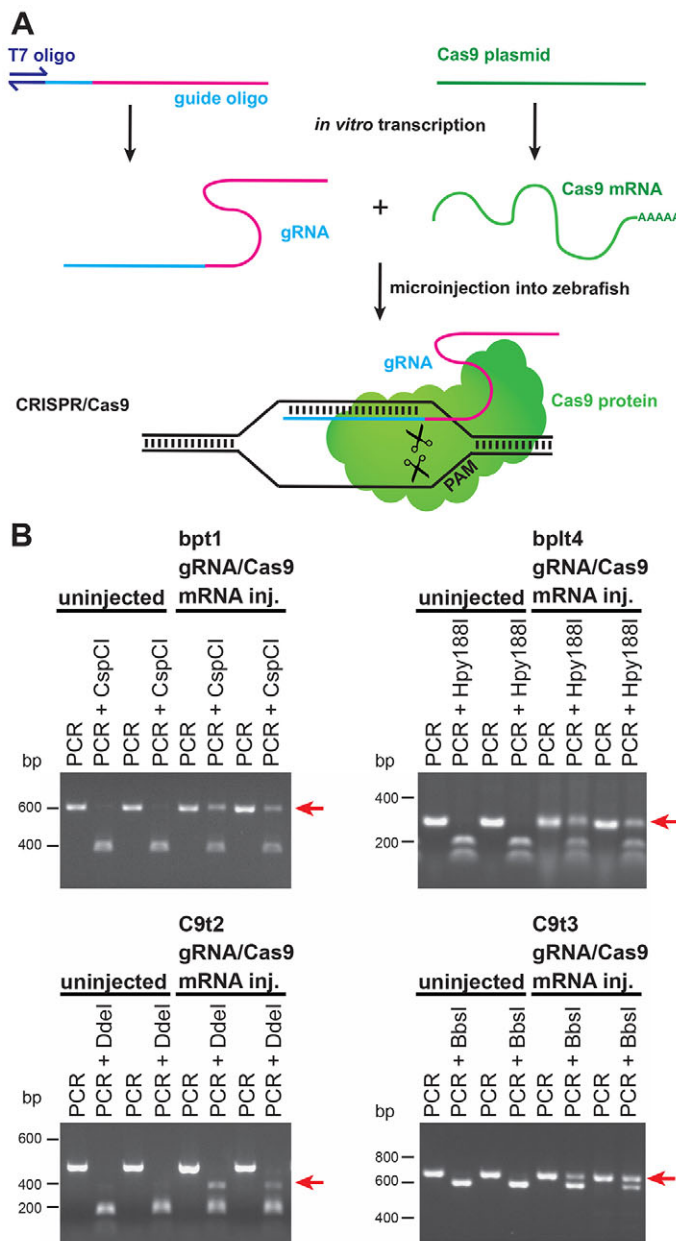 A
T7 oligo
guide oligo
Cas9 plasmid
in vitro transcription
gRNA
+
Cas9 mRNA
AAAAA
microinjection into zebrafish
CRISPR/Cas9
gRNA
Cas9 protein
PAM
B
uninjected
bpt1
gRNA/Cas9
mRNA inj.
PCR
PCR + CspCI
PCR
PCR + CspCI
PCR
PCR + CspCI
PCR
PCR + CspCI
bp
600
400
uninjected
bplt4
gRNA/Cas9
mRNA inj.
PCR
PCR + Hpy188I
PCR
PCR + Hpy188I
PCR
PCR + Hpy188I
PCR
PCR + Hpy188I
bp
400
200
uninjected
C9t2
gRNA/Cas9
mRNA inj.
PCR
PCR + DdeI
PCR
PCR + DdeI
PCR
PCR + DdeI
PCR
PCR + DdeI
bp
600
400
200
uninjected
C9t3
gRNA/Cas9
mRNA inj.
PCR
PCR + BbsI
PCR
PCR + BbsI
PCR
PCR + BbsI
PCR
PCR + BbsI
bp
800
600
400